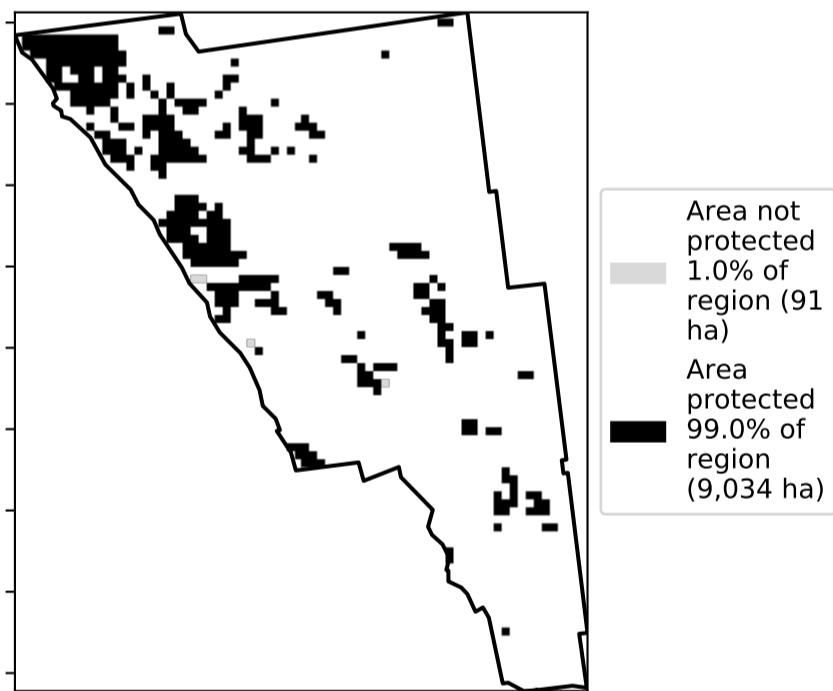 Area not
protected
1.0% of
region (91
ha)
Area
protected
99.0% of
region
(9,034 ha)